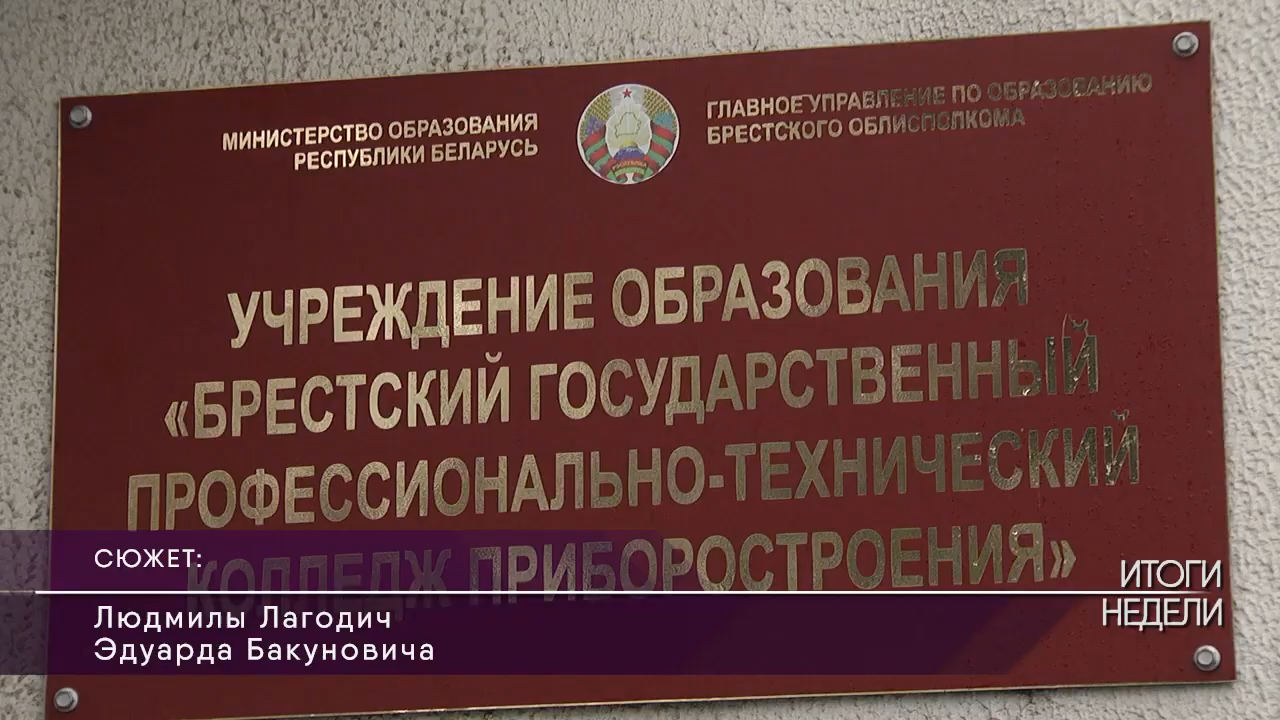 МИНИСТЕРСТВО ОБРАЗОВАНИЯ
РЕСПУБЛИКИ БЕЛАРУСЬ
ГЛАВНОЕ УПРАВЛЕНИЕ ПО ОБРАЗОВАНИЮ
БРЕСТСКОГО ОБЛИСПОЛКОМА
УЧРЕЖДЕНИЕ ОБРАЗОВАНИЯ
«БРЕСТСКИЙ ГОСУДАРСТВЕННЫЙ
ПРОФЕССИОНАЛЬНО-ТЕХНИЧЕСКИЙ
КОЛЛЕДЖ ПРИБОРОСТРОЕНИЯ»
СЮЖЕТ:
Людмилы Лагодич
Эдуарда Бакуновича
ИТОГИ
НЕДЕЛИ